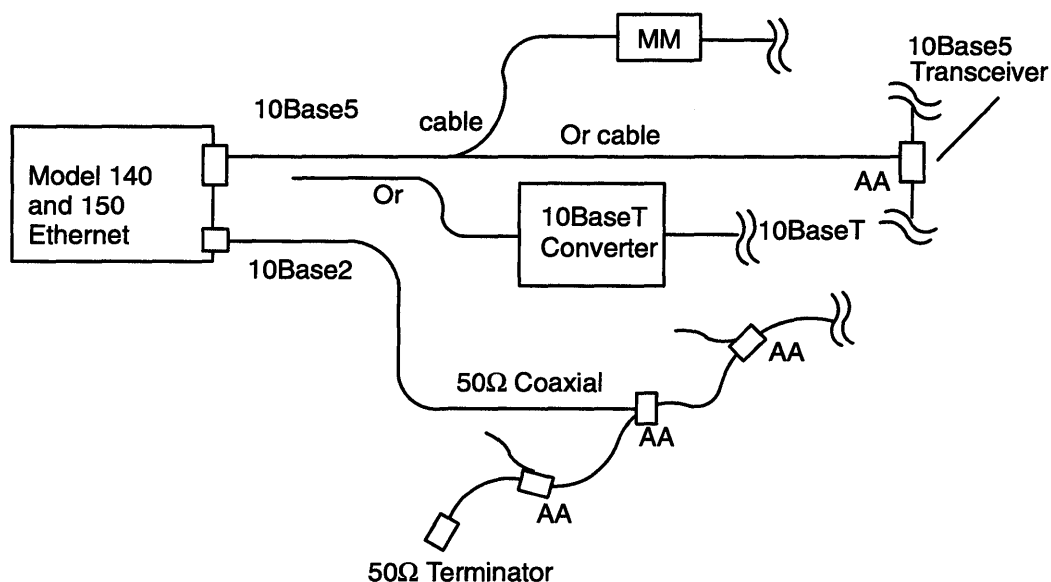 MM
10Base5
Transceiver
10Base5
cable
Or cable
AA
Model 140
and 150
Ethernet
Or
10BaseT
Converter
10BaseT
10Base2
AA
50Ω Coaxial
AA
AA
50Ω Terminator